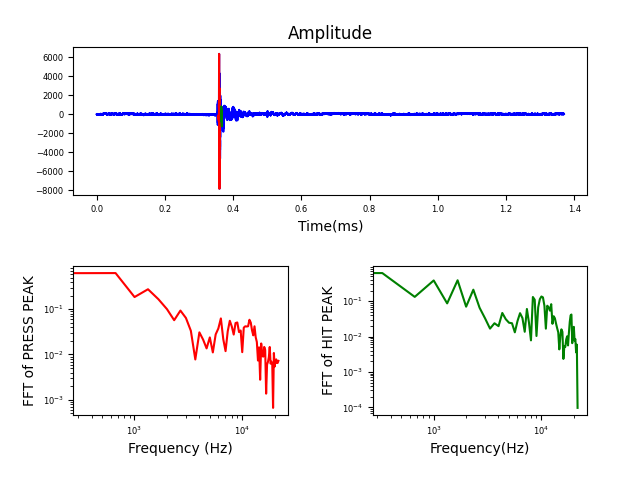 Amplitude
6000
4000
2000
0
−2000
−4000
−6000
−8000
0.0 0.2 0.4 0.6 0.8 1.0 1.2 1.4
Time(ms)
FFT of PRESS PEAK
10⁻¹
10⁻²
10⁻³
10³ 10⁴
Frequency (Hz)
FFT of HIT PEAK
10⁻¹
10⁻²
10⁻³
10⁻⁴
10³ 10⁴
Frequency(Hz)